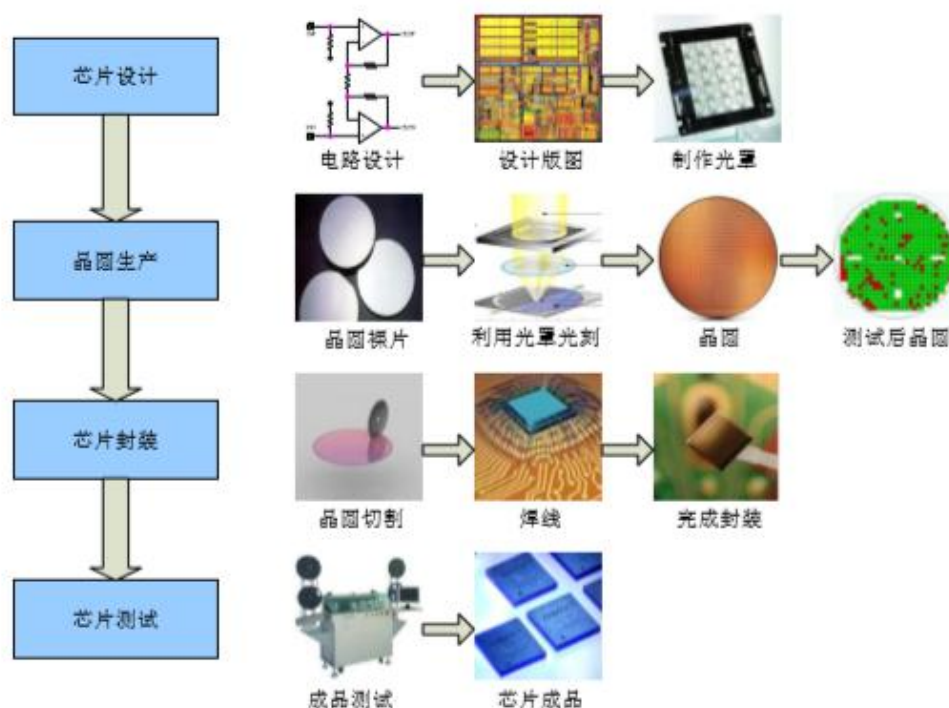 芯片设计
电路设计
设计版图
制作光罩
晶圆生产
晶圆裸片
利用光罩光刻
晶圆
测试后晶圆
芯片封装
晶圆切割
焊线
完成封装
芯片测试
成品测试
芯片成品